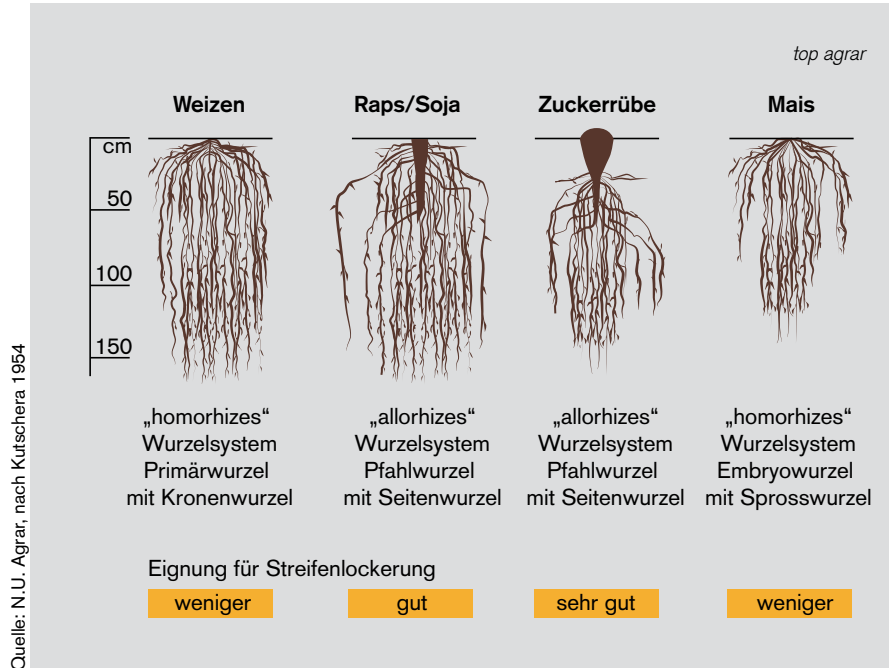 top agrar
Weizen
Raps/Soja
Zuckerrübe
Mais
cm
50
100
150
„homorhizes“
Wurzelsystem
Primärwurzel
mit Kronenwurzel
„allorhizes“
Wurzelsystem
Pfahlwurzel
mit Seitenwurzel
„allorhizes“
Wurzelsystem
Pfahlwurzel
mit Seitenwurzel
„homorhizes“
Wurzelsystem
Embryowurzel
mit Sprosswurzel
Eignung für Streifenlockerung
weniger
gut
sehr gut
weniger
Quelle: N.U. Agrar, nach Kutschera 1954